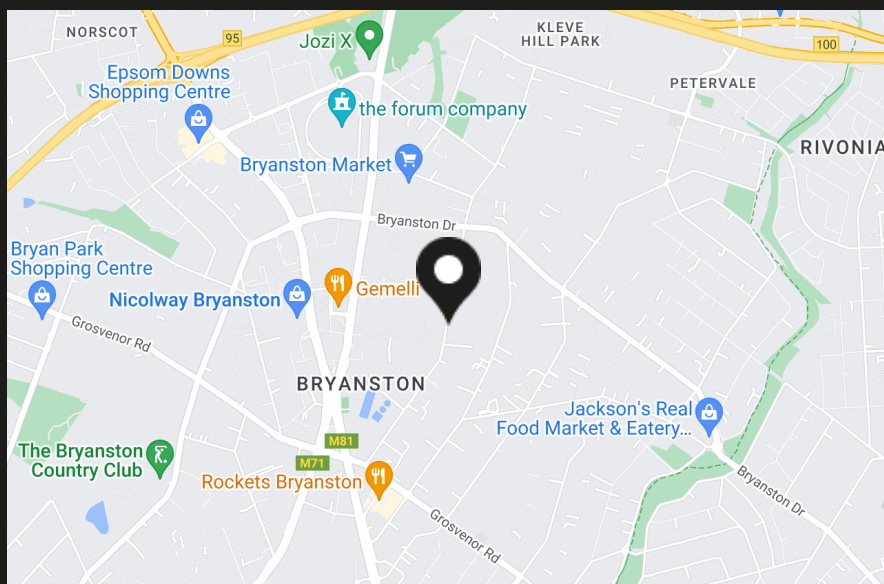 NORSCOT
95
Jozi X
KLEVE
HILL PARK
100
Epsom Downs
Shopping Centre
PETERVALE
the forum company
RIVONIA
Bryanston Market
Bryanston Dr
Bryan Park
Shopping Centre
Nicolway Bryanston
Gemelli
Grosvenor Rd
BRYANSTON
Jackson's Real
Food Market & Eatery...
M81
The Bryanston
Country Club
M71
Rockets Bryanston
Bryanston Dr
Grosvenor Rd